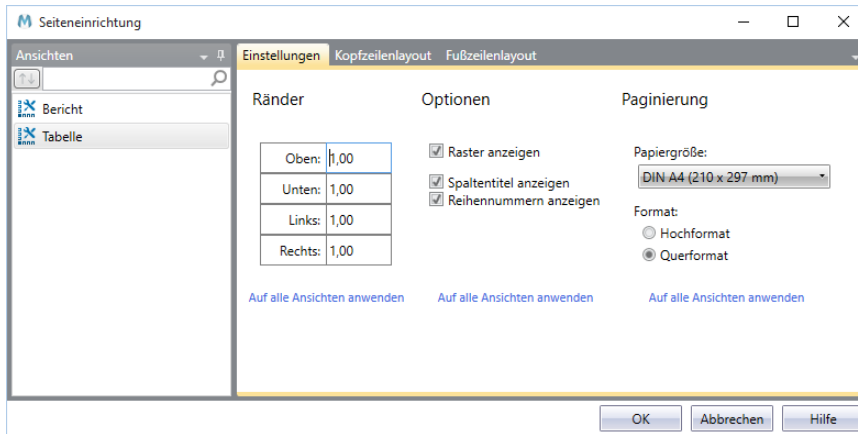 Seiteneinrichtung
Ansichten
Bericht
Tabelle
Einstellungen Kopfzeilenlayout Fußzeilenlayout
Ränder
Oben: 1,00
Unten: 1,00
Links: 1,00
Rechts: 1,00
Auf alle Ansichten anwenden
Optionen
Raster anzeigen
Spaltentitel anzeigen
Reihennummern anzeigen
Auf alle Ansichten anwenden
Paginierung
Papiergröße:
DIN A4 (210 x 297 mm)
Format:
Hochformat
Querformat
Auf alle Ansichten anwenden
OK Abbrechen Hilfe